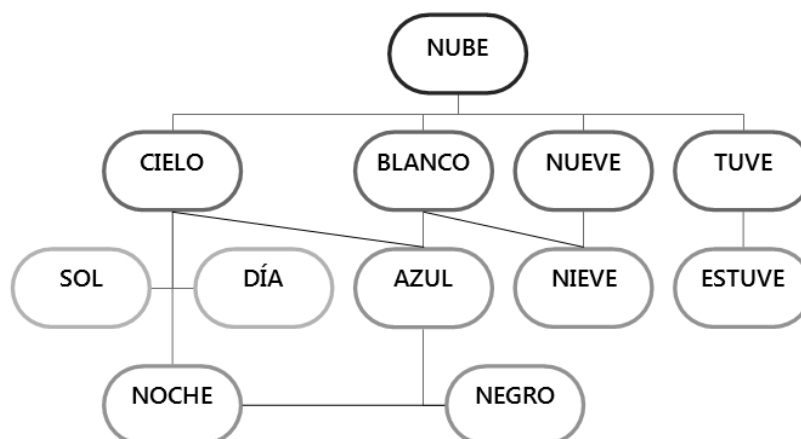 NUBE
CIELO
BLANCO
NUEVE
TUVE
SOL
DÍA
AZUL
NIEVE
ESTUVE
NOCHE
NEGRO